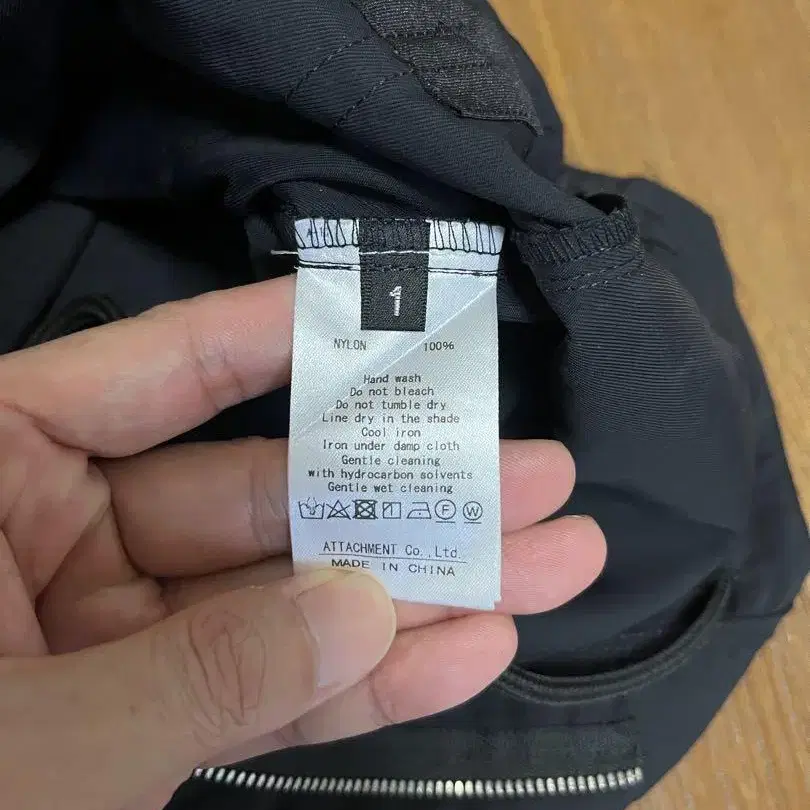 1
NYLON 100%
Hand wash
Do not bleach
Do not tumble dry
Line dry in the shade
Cool iron
Iron under damp cloth
Gentle cleaning
with hydrocarbon solvents
Gentle wet cleaning
F W
ATTACHMENT Co.,Ltd.
MADE IN CHINA